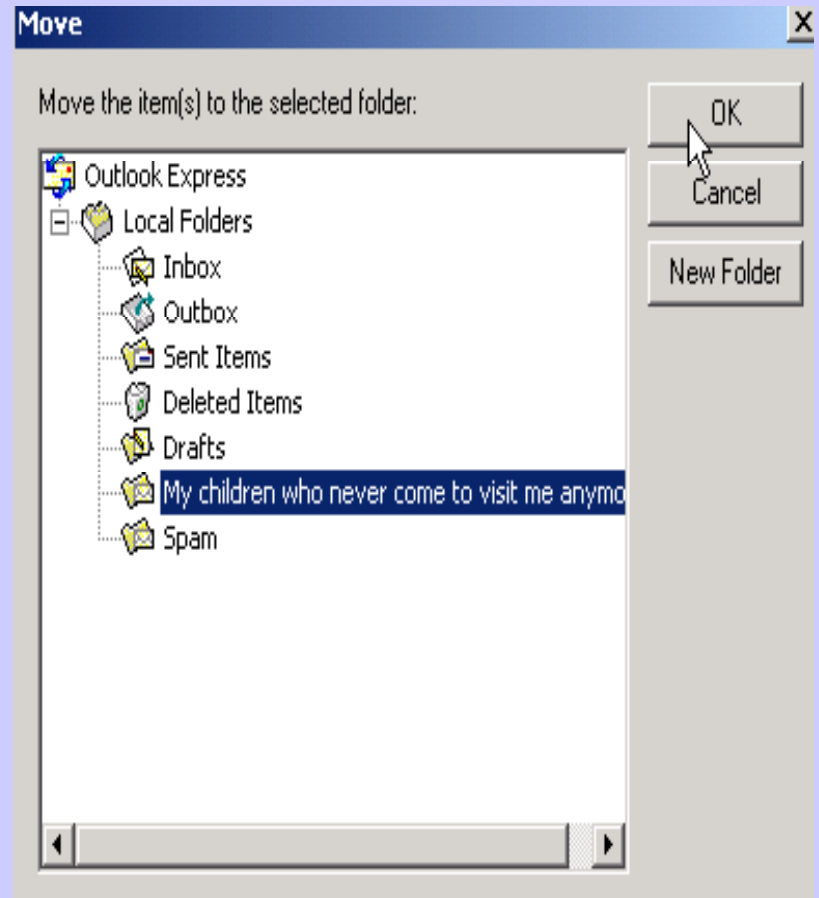 Move
X
Move the item(s) to the selected folder:
OK
Cancel
New Folder
Outlook Express
Local Folders
Inbox
Outbox
Sent Items
Deleted Items
Drafts
My children who never come to visit me anymo
Spam